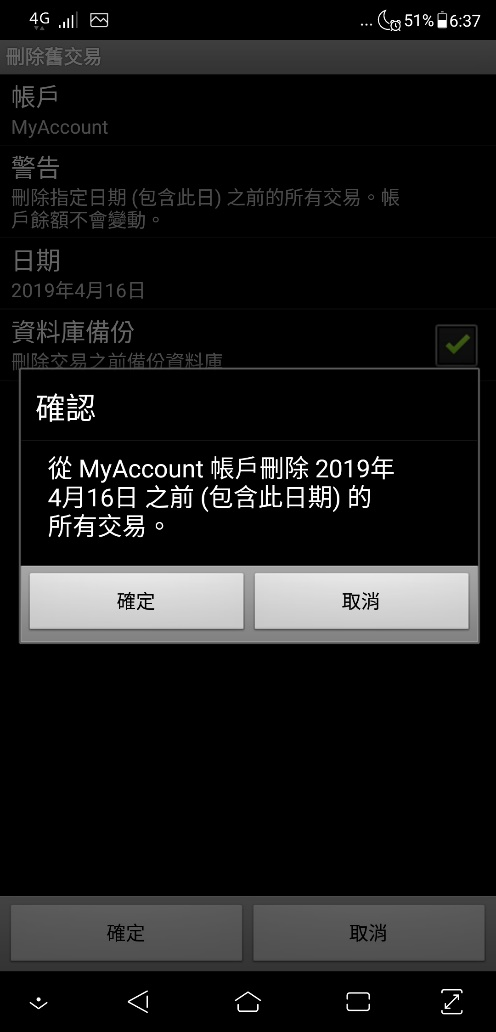 4G ... 51% 6:37
刪除舊交易
帳戶
MyAccount
警告
刪除指定日期 (包含此日) 之前的所有交易。帳
戶餘額不會變動。
日期
2019年4月16日
資料庫備份
刪除交易之前備份資料庫
確認
從 MyAccount 帳戶刪除 2019年
4月16日 之前 (包含此日期) 的
所有交易。
確定 取消
確定 取消